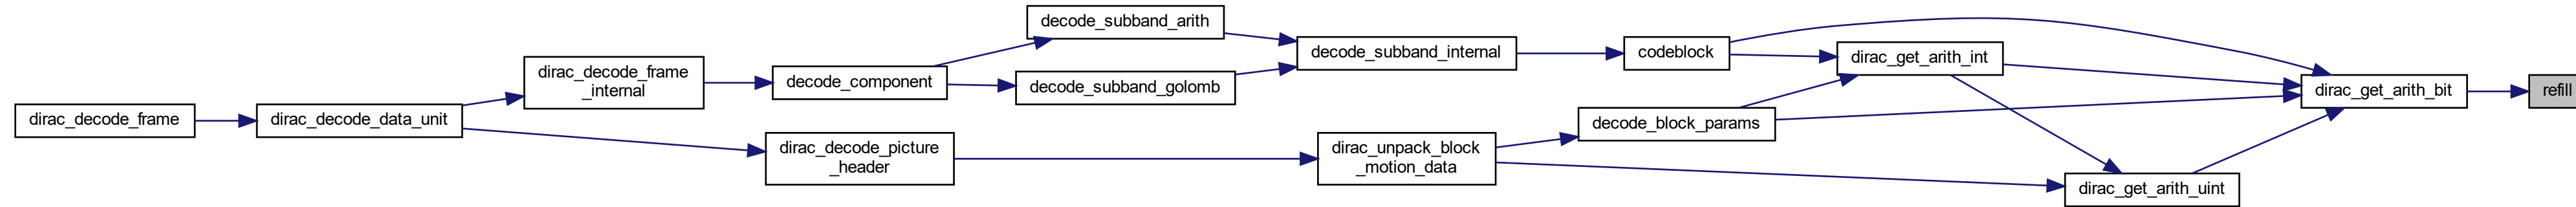 decode_subband_arith
decode_subband_internal
codeblock
dirac_get_arith_int
dirac_decode_frame
_internal
decode_component
decode_subband_golomb
dirac_get_arith_bit
refill
dirac_decode_frame
dirac_decode_data_unit
decode_block_params
dirac_decode_picture
_header
dirac_unpack_block
_motion_data
dirac_get_arith_uint